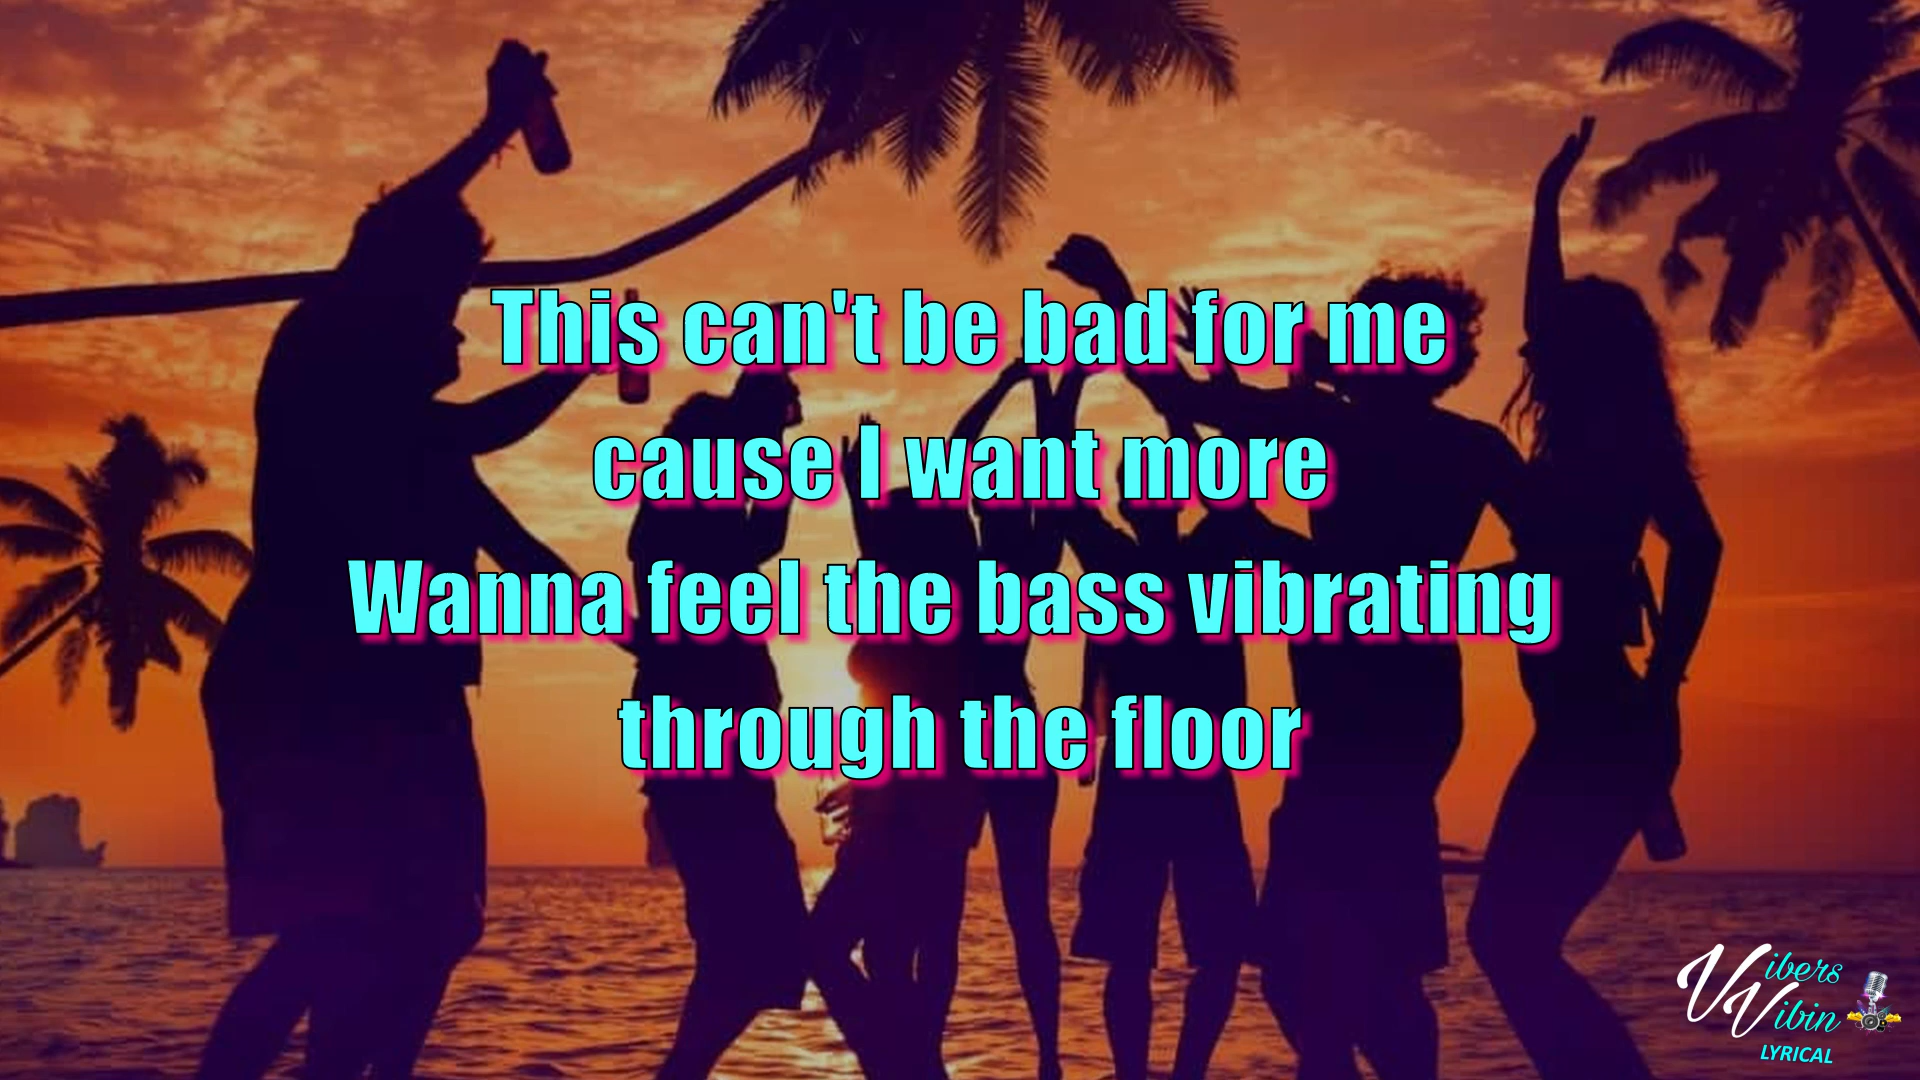 This can't be bad for me
cause I want more
Wanna feel the bass vibrating
through the floor
Vibers
Vibin
LYRICAL